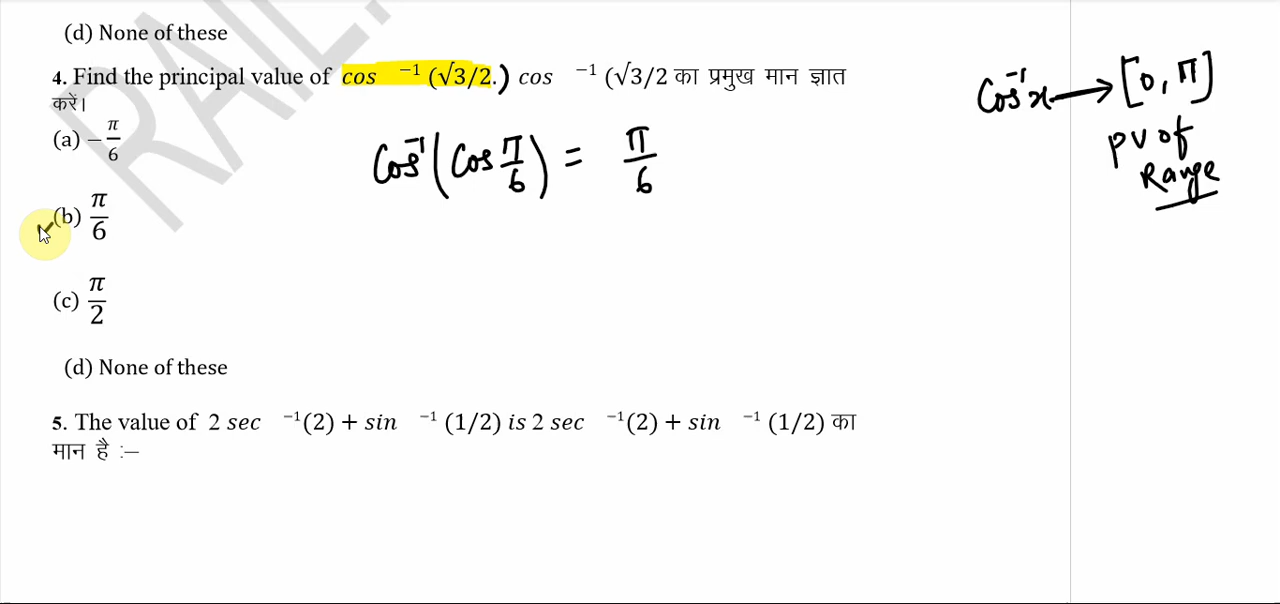 (d) None of these
4. Find the principal value of cos ⁻¹ (√3/2.) cos ⁻¹ (√3/2 का प्रमुख मान ज्ञात
करें।
(a) −π/6
(b) π/6
(c) π/2
(d) None of these
5. The value of 2 sec ⁻¹(2) + sin ⁻¹ (1/2) is 2 sec ⁻¹(2) + sin ⁻¹ (1/2) का
मान है :−
Cos⁻¹(Cos π/6) = π/6
Cos⁻¹x → [0, π]
PV of
Range
RAIL